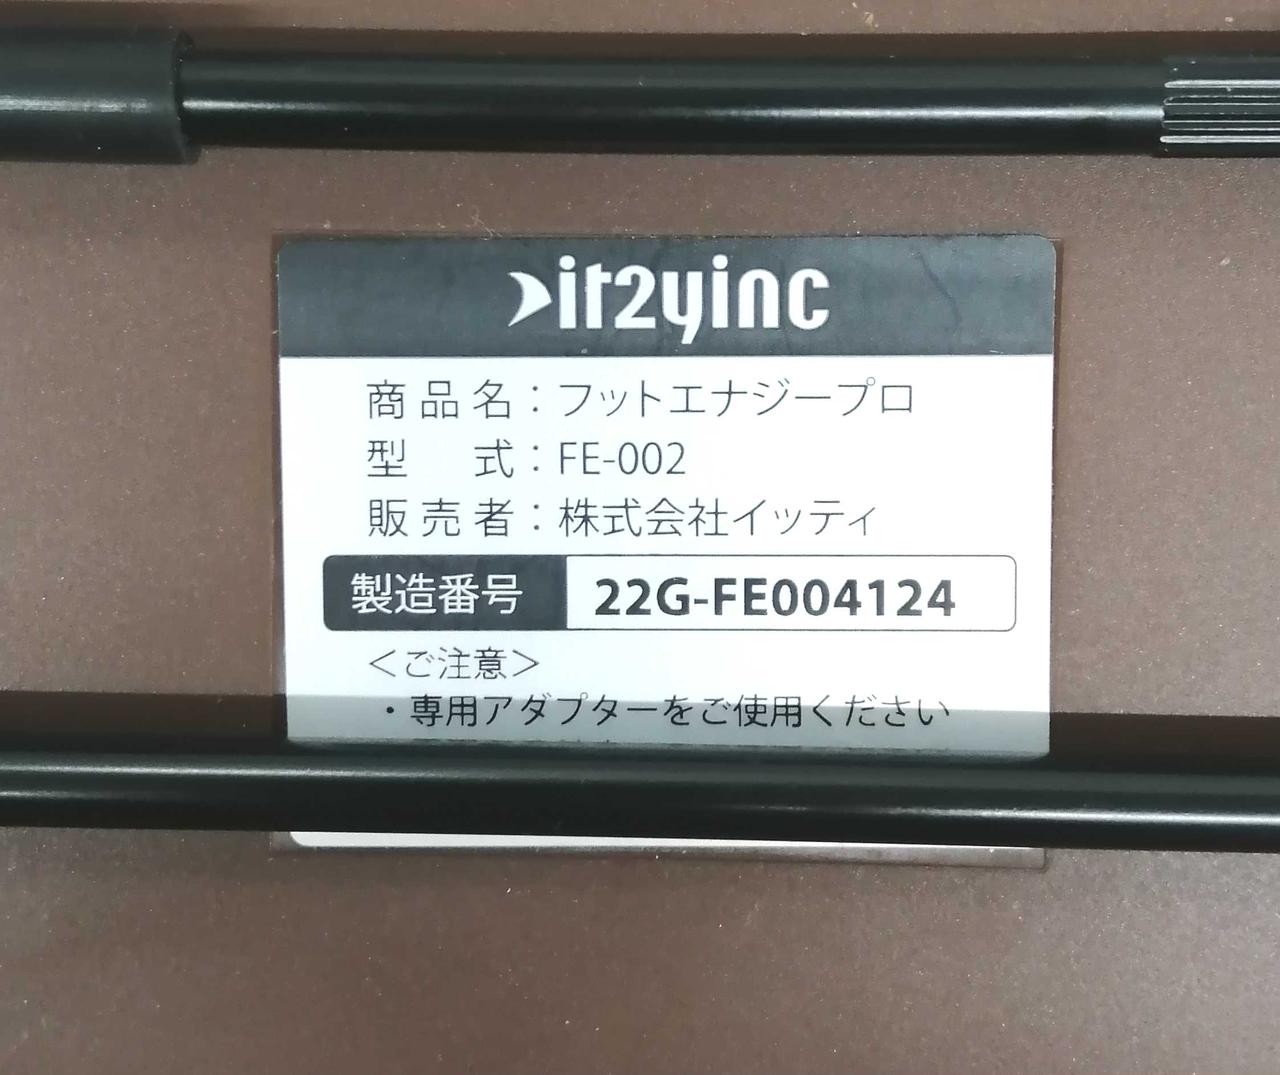 it2yinc
商品名：フットエナジープロ
型　式：FE-002
販売者：株式会社イッティ
製造番号 22G-FE004124
＜ご注意＞
・専用アダプターをご使用ください